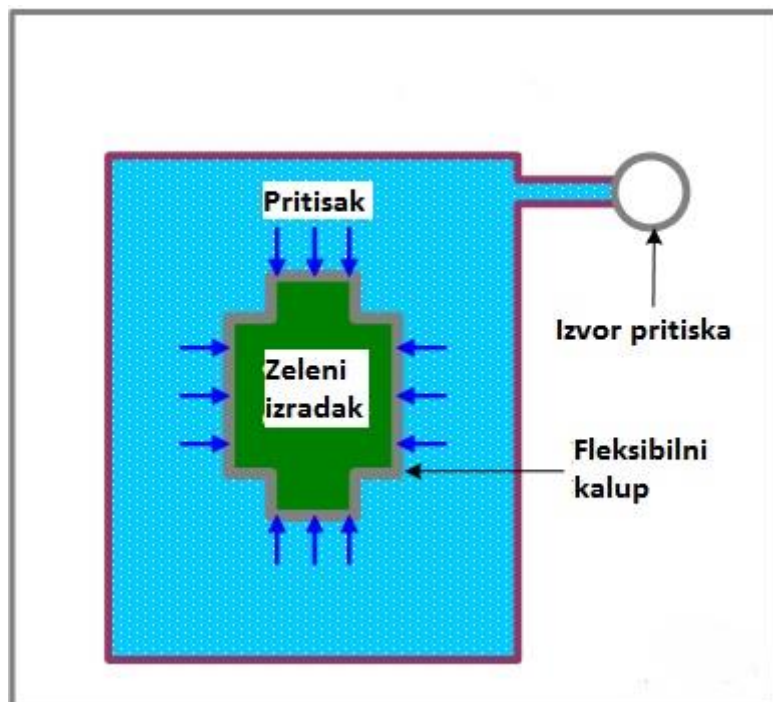 Pritisak
Izvor pritiska
Zeleni
izradak
Fleksibilni
kalup